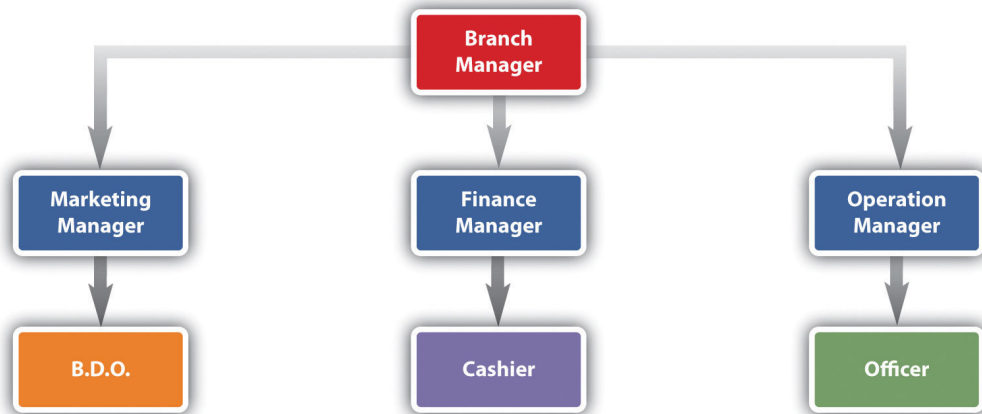 Branch
Manager
Marketing
Manager
Finance
Manager
Operation
Manager
B.D.O.
Cashier
Officer